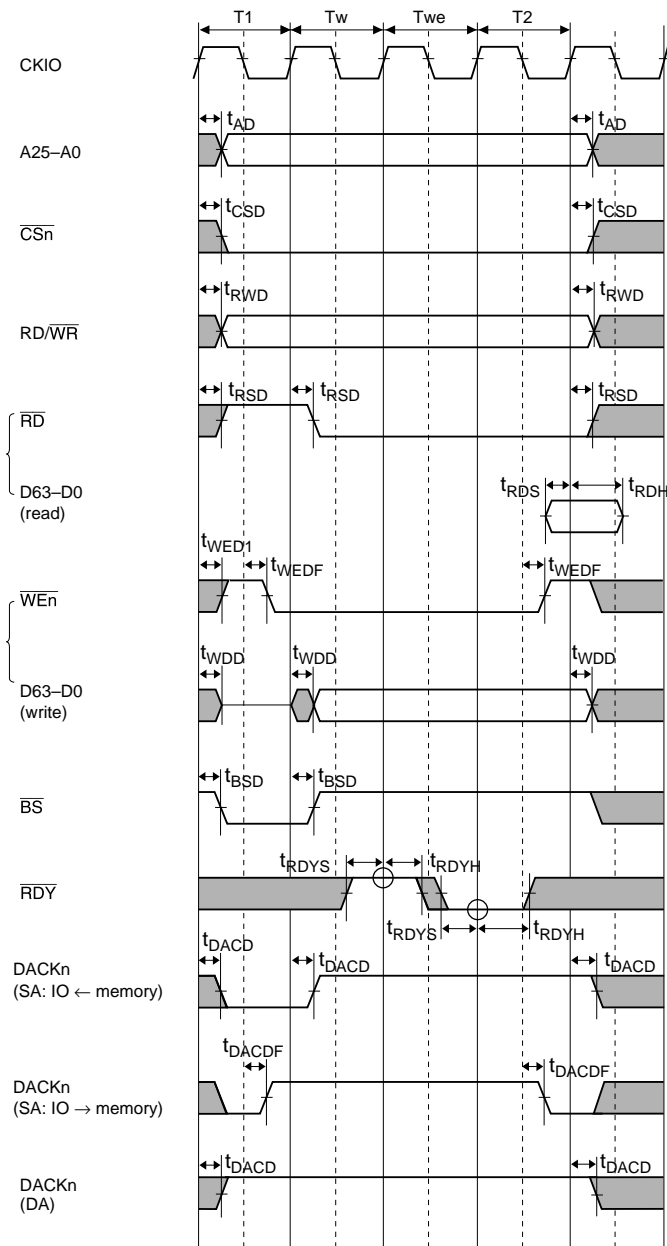 T1 Tw Twe T2
CKIO
tAD tAD
A25–A0
tCSD tCSD
CSn
tRWD tRWD
RD/WR
tRSD tRSD tRSD
RD
tRDS tRDH
D63–D0
(read)
tWED1 tWEDF tWEDF
WEn
tWDD tWDD tWDD
D63–D0
(write)
tBSD tBSD
BS
tRDYS tRDYH
RDY
tRDYS tRDYH
tDACD tDACD tDACD
DACKn
(SA: IO ← memory)
tDACDF tDACDF
DACKn
(SA: IO → memory)
tDACD tDACD
DACKn
(DA)